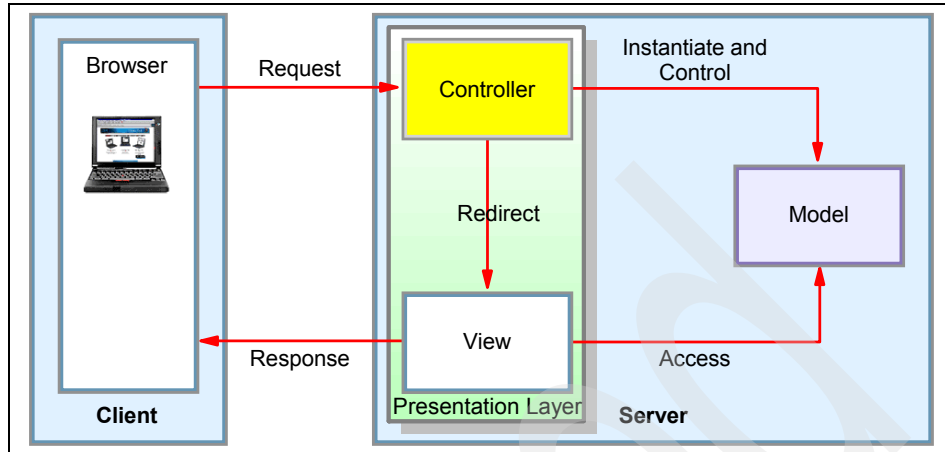 Browser
Request
Controller
Instantiate and
Control
Redirect
Model
View
Response
Access
Presentation Layer
Client
Server